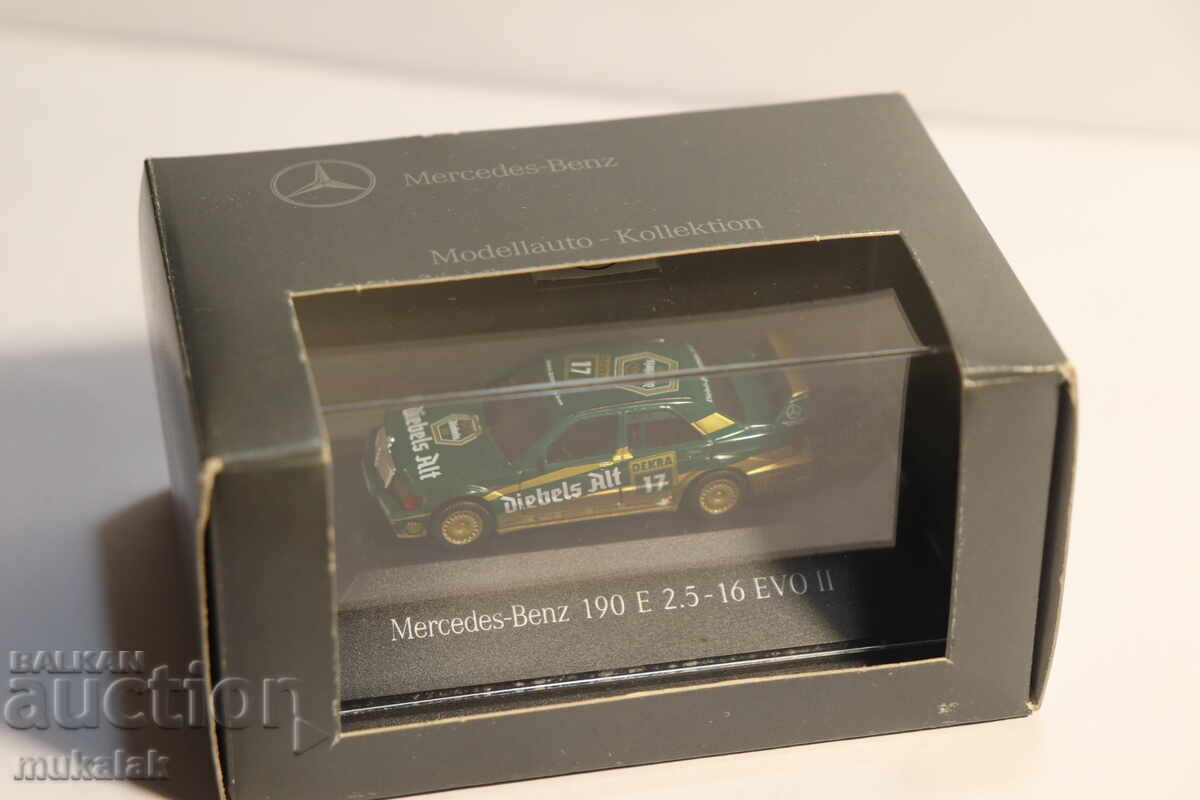 Mercedes-Benz
Modellauto-Kollektion
17
Diebels Alt
Diebels Alt
DEKRA
17
Mercedes-Benz 190 E 2.5-16 EVO II
BALKAN
auction
mukalak